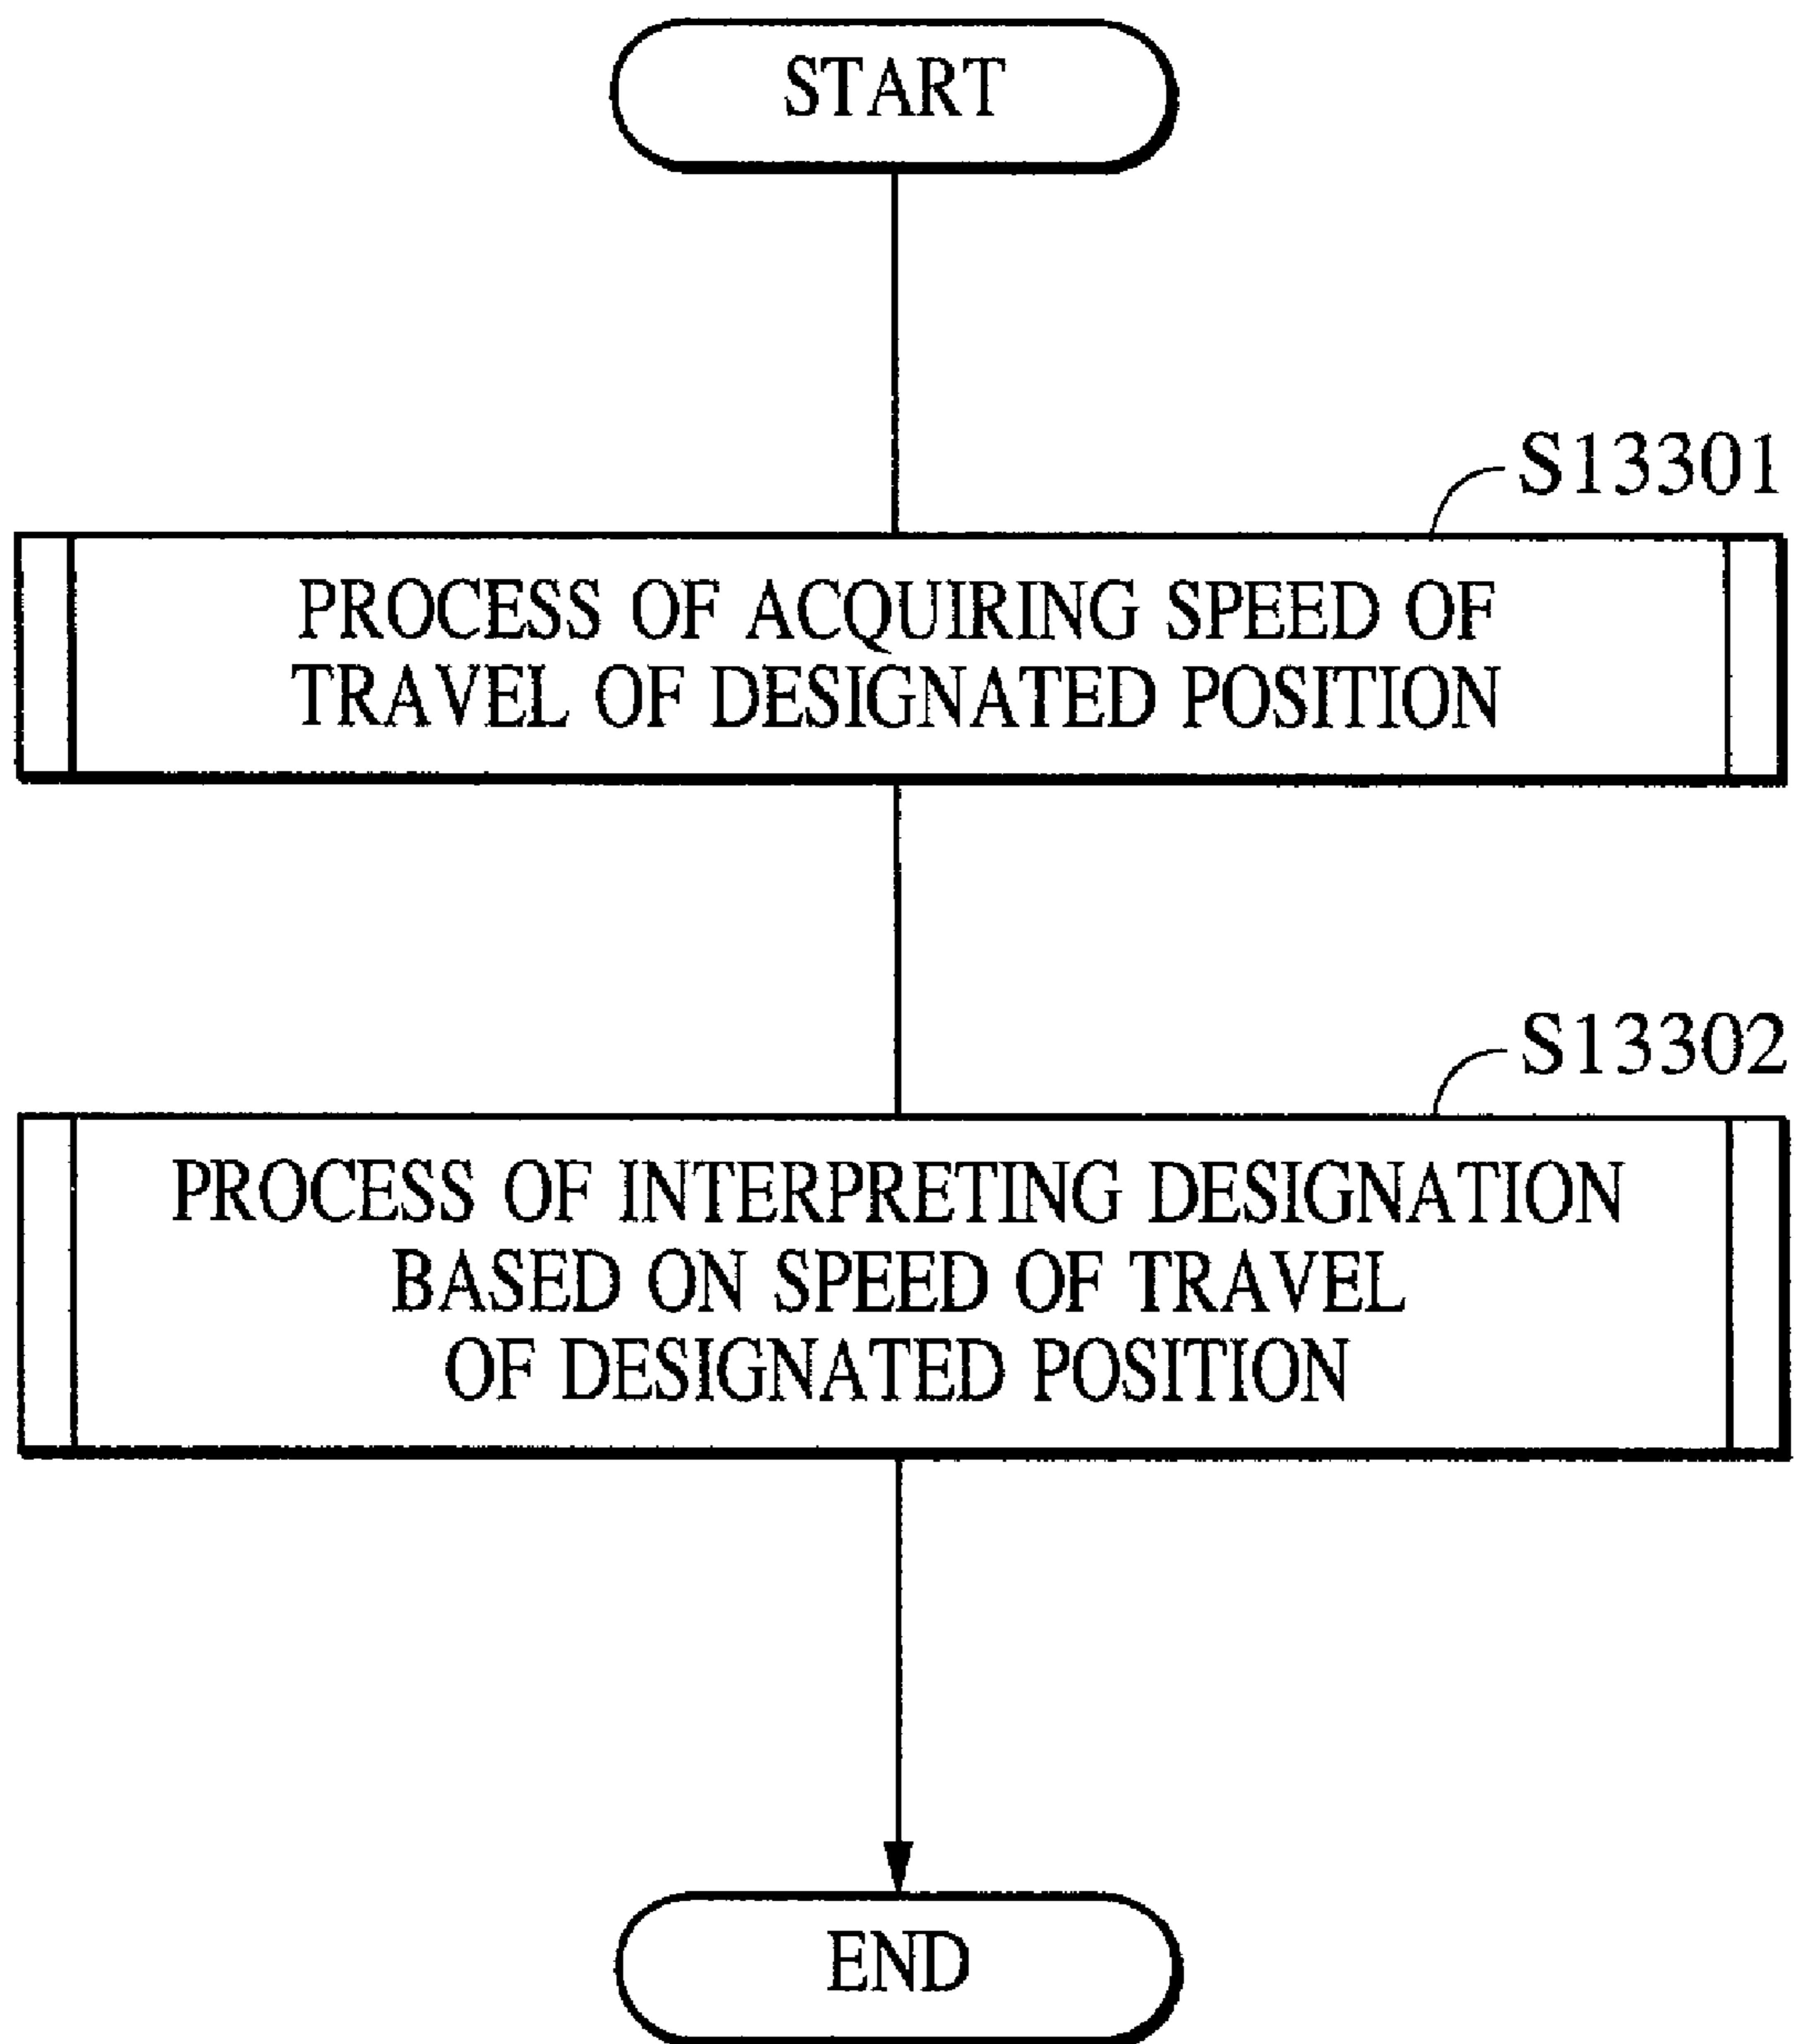 START
S13301
PROCESS OF ACQUIRING SPEED OF
TRAVEL OF DESIGNATED POSITION
S13302
PROCESS OF INTERPRETING DESIGNATION
BASED ON SPEED OF TRAVEL
OF DESIGNATED POSITION
END